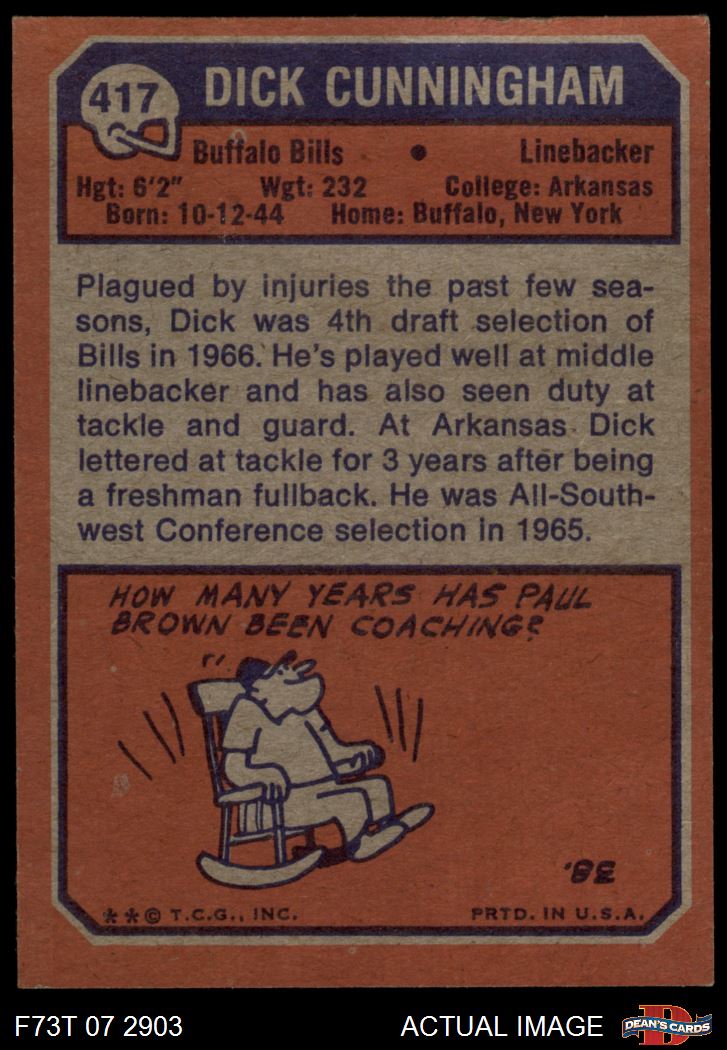 417
DICK CUNNINGHAM
Buffalo Bills • Linebacker
Hgt: 6'2" Wgt: 232 College: Arkansas
Born: 10-12-44 Home: Buffalo, New York
Plagued by injuries the past few sea-
sons, Dick was 4th draft selection of
Bills in 1966. He's played well at middle
linebacker and has also seen duty at
tackle and guard. At Arkansas Dick
lettered at tackle for 3 years after being
a freshman fullback. He was All-South-
west Conference selection in 1965.
HOW MANY YEARS HAS PAUL
BROWN BEEN COACHING?
38.
**© T.C.G., INC. PRTD. IN U.S.A.
F73T 07 2903 ACTUAL IMAGE
D
DEAN'S CARDS